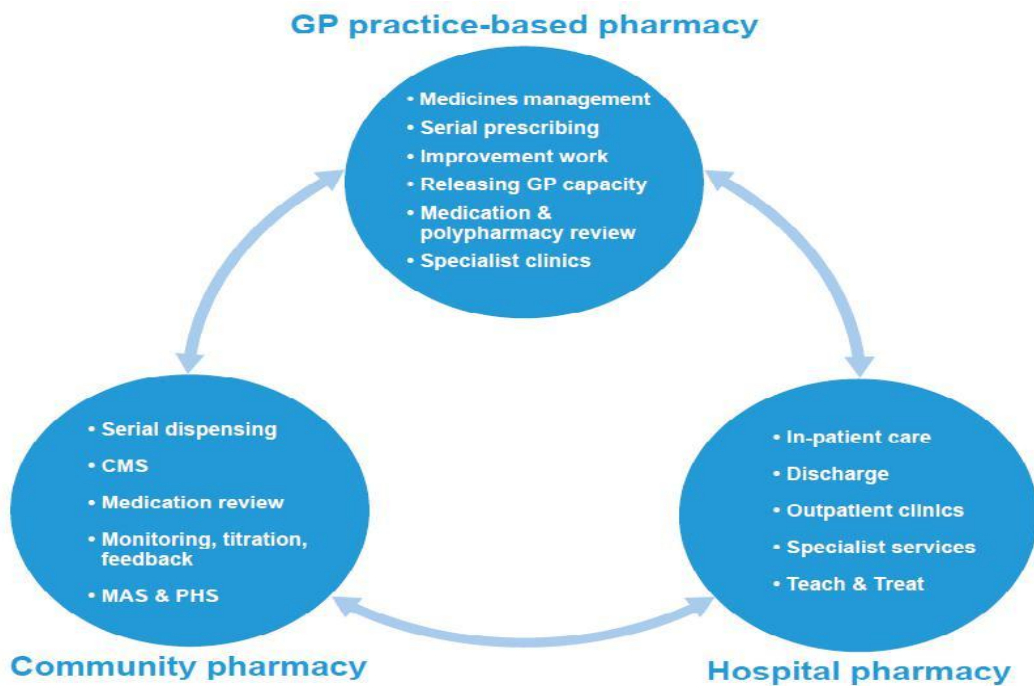 GP practice-based pharmacy
• Medicines management
• Serial prescribing
• Improvement work
• Releasing GP capacity
• Medication &
polypharmacy review
• Specialist clinics
• Serial dispensing
• CMS
• Medication review
• Monitoring, titration,
feedback
• MAS & PHS
Community pharmacy
• In-patient care
• Discharge
• Outpatient clinics
• Specialist services
• Teach & Treat
Hospital pharmacy